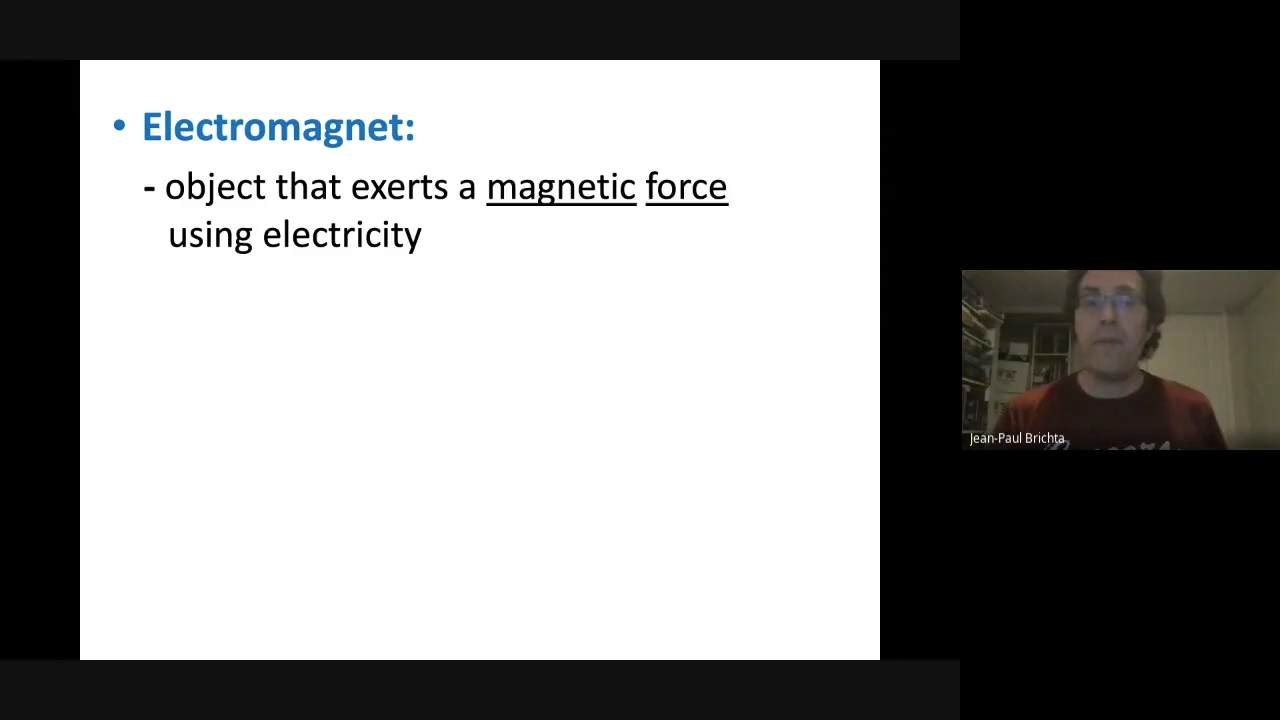 • Electromagnet:
- object that exerts a magnetic force
using electricity
Jean-Paul Brichta